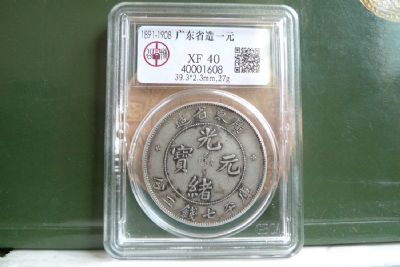 1891-1908 广东省造一元
XF 40
40001608
39.3*2.3mm,27g
廣東省造
光緒元寶
庫平七錢二分